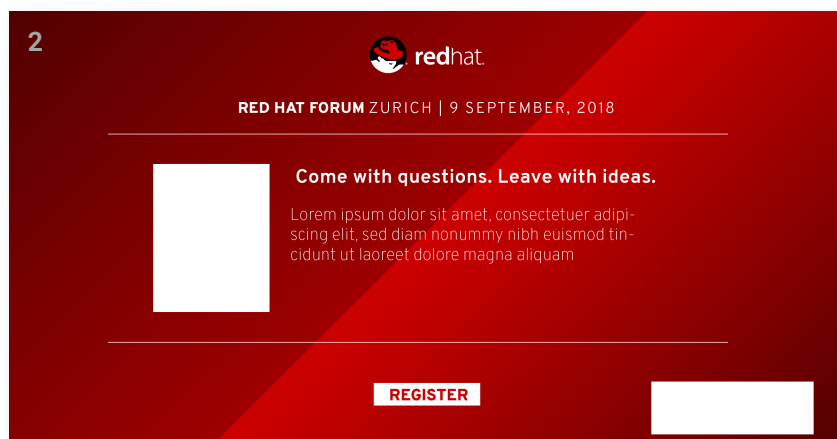 2
redhat.
RED HAT FORUM ZURICH | 9 SEPTEMBER, 2018
Come with questions. Leave with ideas.
Lorem ipsum dolor sit amet, consectetuer adipi-
scing elit, sed diam nonummy nibh euismod tin-
cidunt ut laoreet dolore magna aliquam
REGISTER